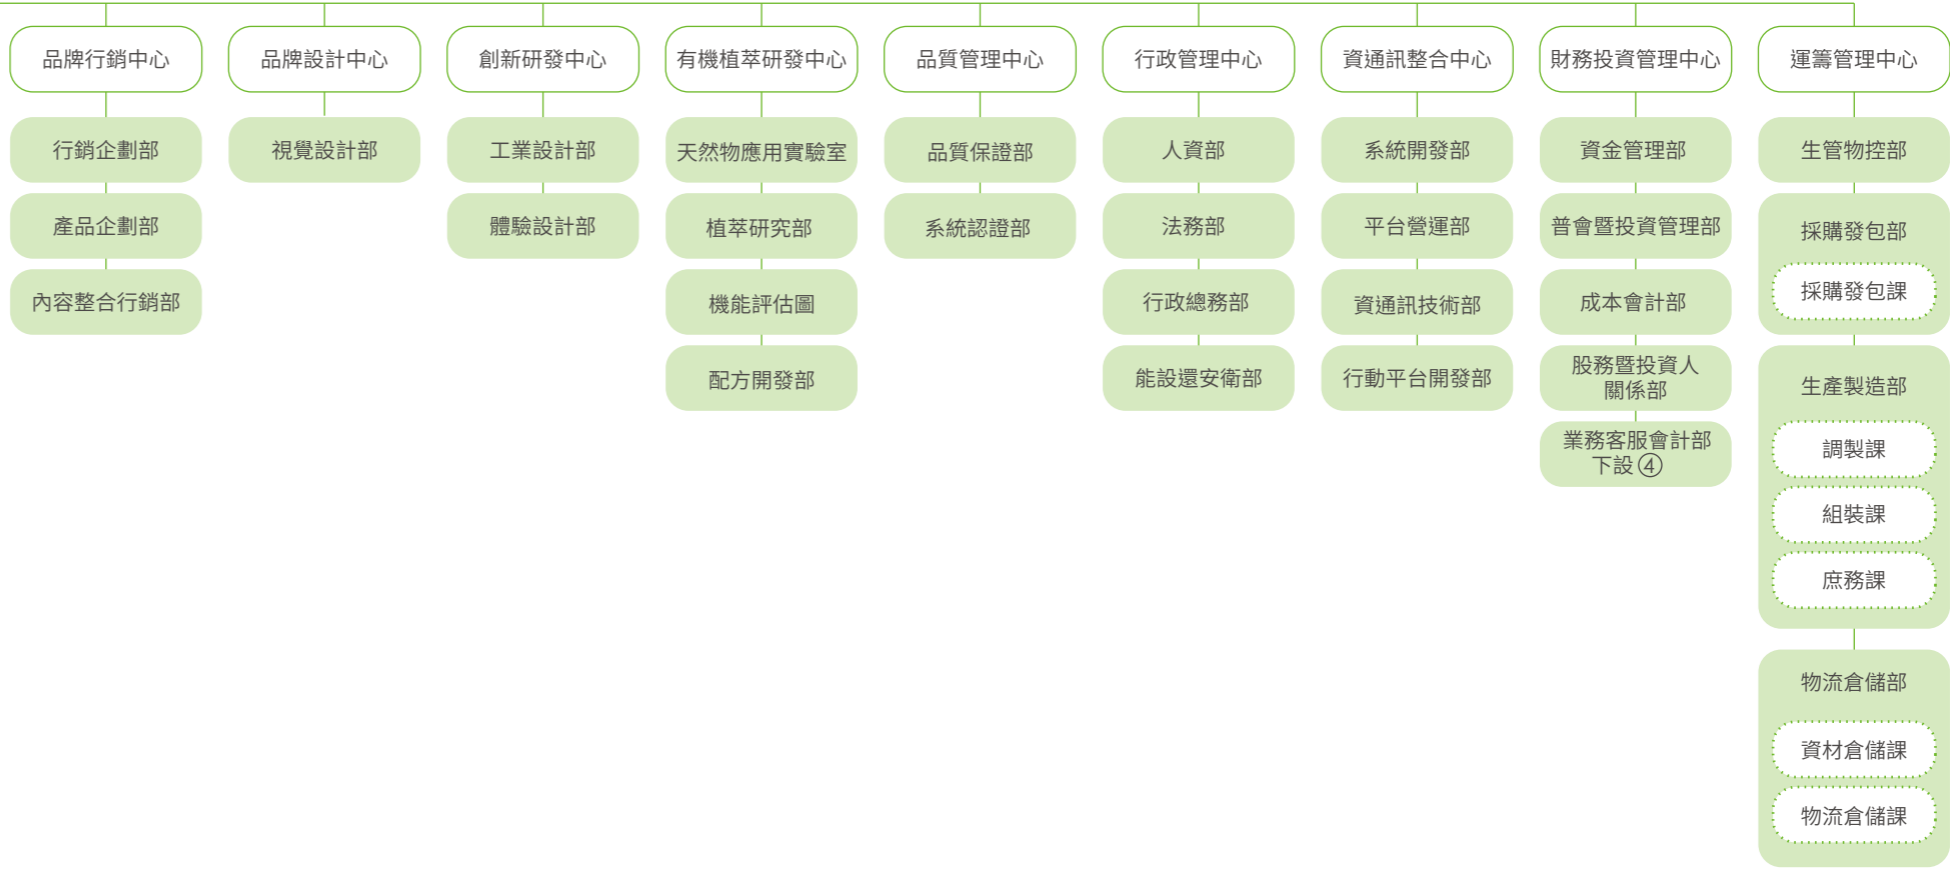 品牌行銷中心
行銷企劃部
產品企劃部
內容整合行銷部
品牌設計中心
視覺設計部
創新研發中心
工業設計部
體驗設計部
有機植萃研發中心
天然物應用實驗室
植萃研究部
機能評估圖
配方開發部
品質管理中心
品質保證部
系統認證部
行政管理中心
人資部
法務部
行政總務部
能設還安衛部
資通訊整合中心
系統開發部
平台營運部
資通訊技術部
行動平台開發部
財務投資管理中心
資金管理部
普會暨投資管理部
成本會計部
股務暨投資人
關係部
業務客服會計部
下設④
運籌管理中心
生管物控部
採購發包部
採購發包課
生產製造部
調製課
組裝課
庶務課
物流倉儲部
資材倉儲課
物流倉儲課